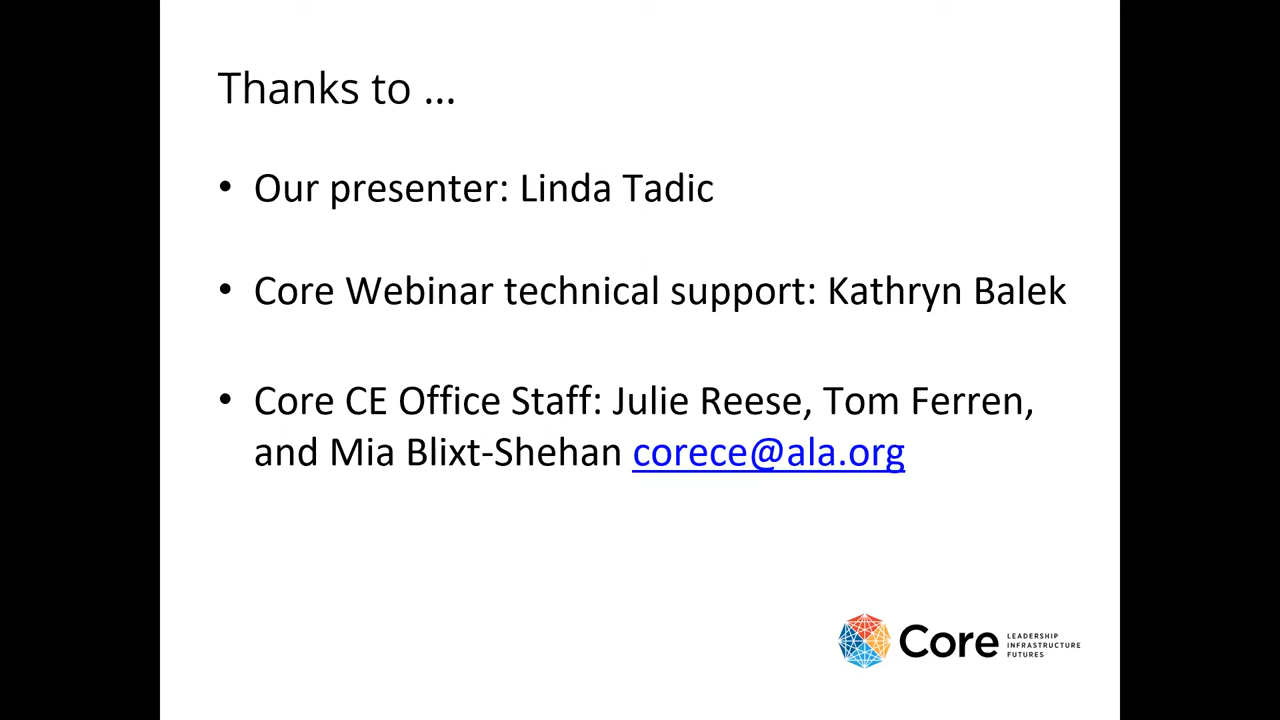 Thanks to ...
• Our presenter: Linda Tadic
• Core Webinar technical support: Kathryn Balek
• Core CE Office Staff: Julie Reese, Tom Ferren,
and Mia Blixt-Shehan corece@ala.org
Core
LEADERSHIP
INFRASTRUCTURE
FUTURES